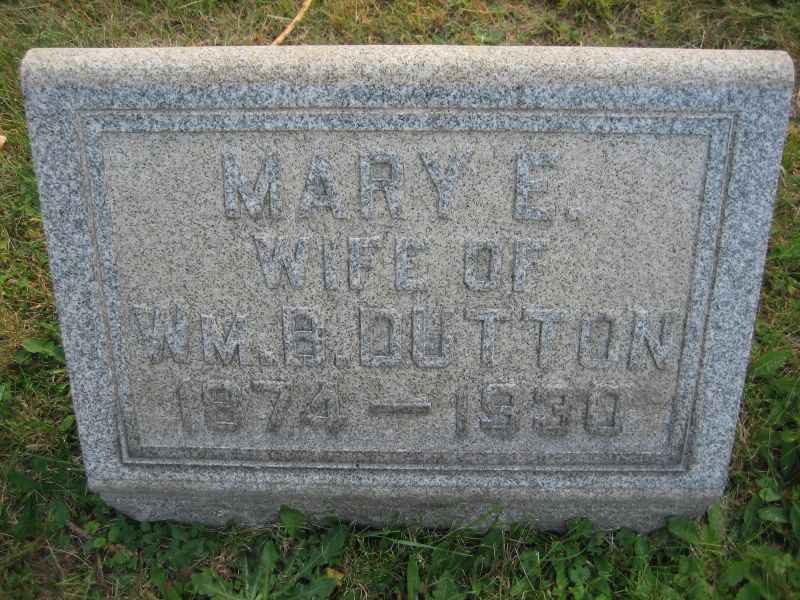 MARY E.
WIFE OF
WM. B. DUTTON
1874 — 1930